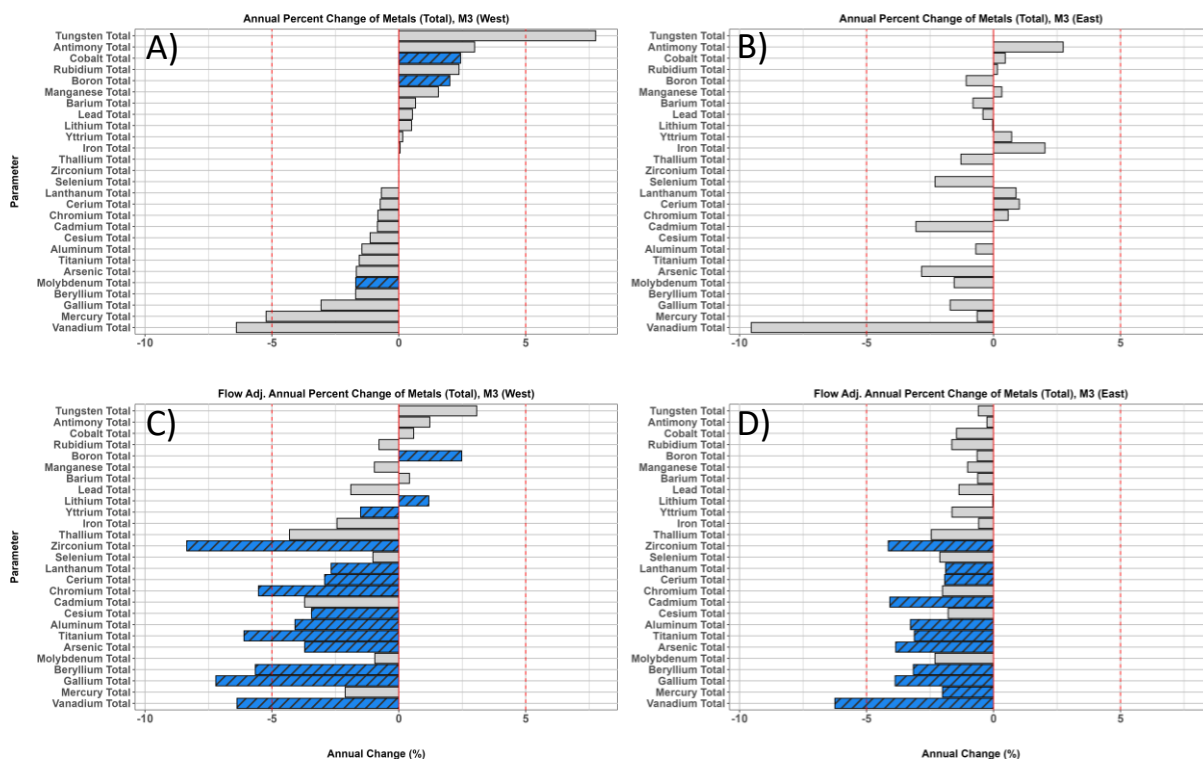 Annual Percent Change of Metals (Total), M3 (West)
A)
Parameter
Tungsten Total
Antimony Total
Cobalt Total
Rubidium Total
Boron Total
Manganese Total
Barium Total
Lead Total
Lithium Total
Yttrium Total
Iron Total
Thallium Total
Zirconium Total
Selenium Total
Lanthanum Total
Cerium Total
Chromium Total
Cadmium Total
Cesium Total
Aluminum Total
Titanium Total
Arsenic Total
Molybdenum Total
Beryllium Total
Gallium Total
Mercury Total
Vanadium Total
-10 -5 0 5
Annual Percent Change of Metals (Total), M3 (East)
B)
Tungsten Total
Antimony Total
Cobalt Total
Rubidium Total
Boron Total
Manganese Total
Barium Total
Lead Total
Lithium Total
Yttrium Total
Iron Total
Thallium Total
Zirconium Total
Selenium Total
Lanthanum Total
Cerium Total
Chromium Total
Cadmium Total
Cesium Total
Aluminum Total
Titanium Total
Arsenic Total
Molybdenum Total
Beryllium Total
Gallium Total
Mercury Total
Vanadium Total
-10 -5 0 5
Flow Adj. Annual Percent Change of Metals (Total), M3 (West)
C)
Parameter
Tungsten Total
Antimony Total
Cobalt Total
Rubidium Total
Boron Total
Manganese Total
Barium Total
Lead Total
Lithium Total
Yttrium Total
Iron Total
Thallium Total
Zirconium Total
Selenium Total
Lanthanum Total
Cerium Total
Chromium Total
Cadmium Total
Cesium Total
Aluminum Total
Titanium Total
Arsenic Total
Molybdenum Total
Beryllium Total
Gallium Total
Mercury Total
Vanadium Total
-10 -5 0 5
Annual Change (%)
Flow Adj. Annual Percent Change of Metals (Total), M3 (East)
D)
Tungsten Total
Antimony Total
Cobalt Total
Rubidium Total
Boron Total
Manganese Total
Barium Total
Lead Total
Lithium Total
Yttrium Total
Iron Total
Thallium Total
Zirconium Total
Selenium Total
Lanthanum Total
Cerium Total
Chromium Total
Cadmium Total
Cesium Total
Aluminum Total
Titanium Total
Arsenic Total
Molybdenum Total
Beryllium Total
Gallium Total
Mercury Total
Vanadium Total
-10 -5 0 5
Annual Change (%)